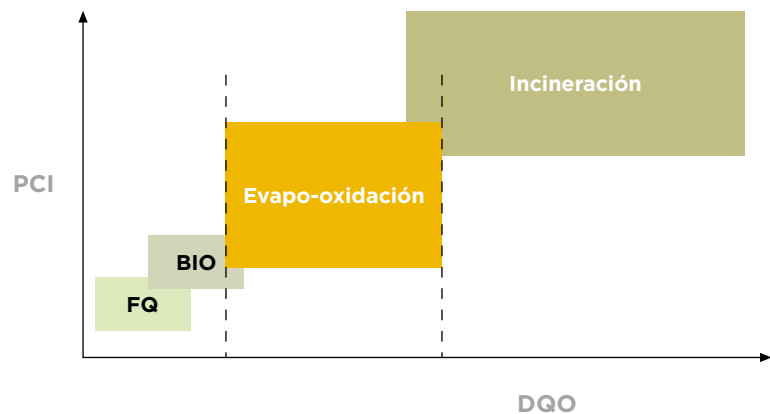 Incineración
PCI
Evapo-oxidación
BIO
FQ
DQO